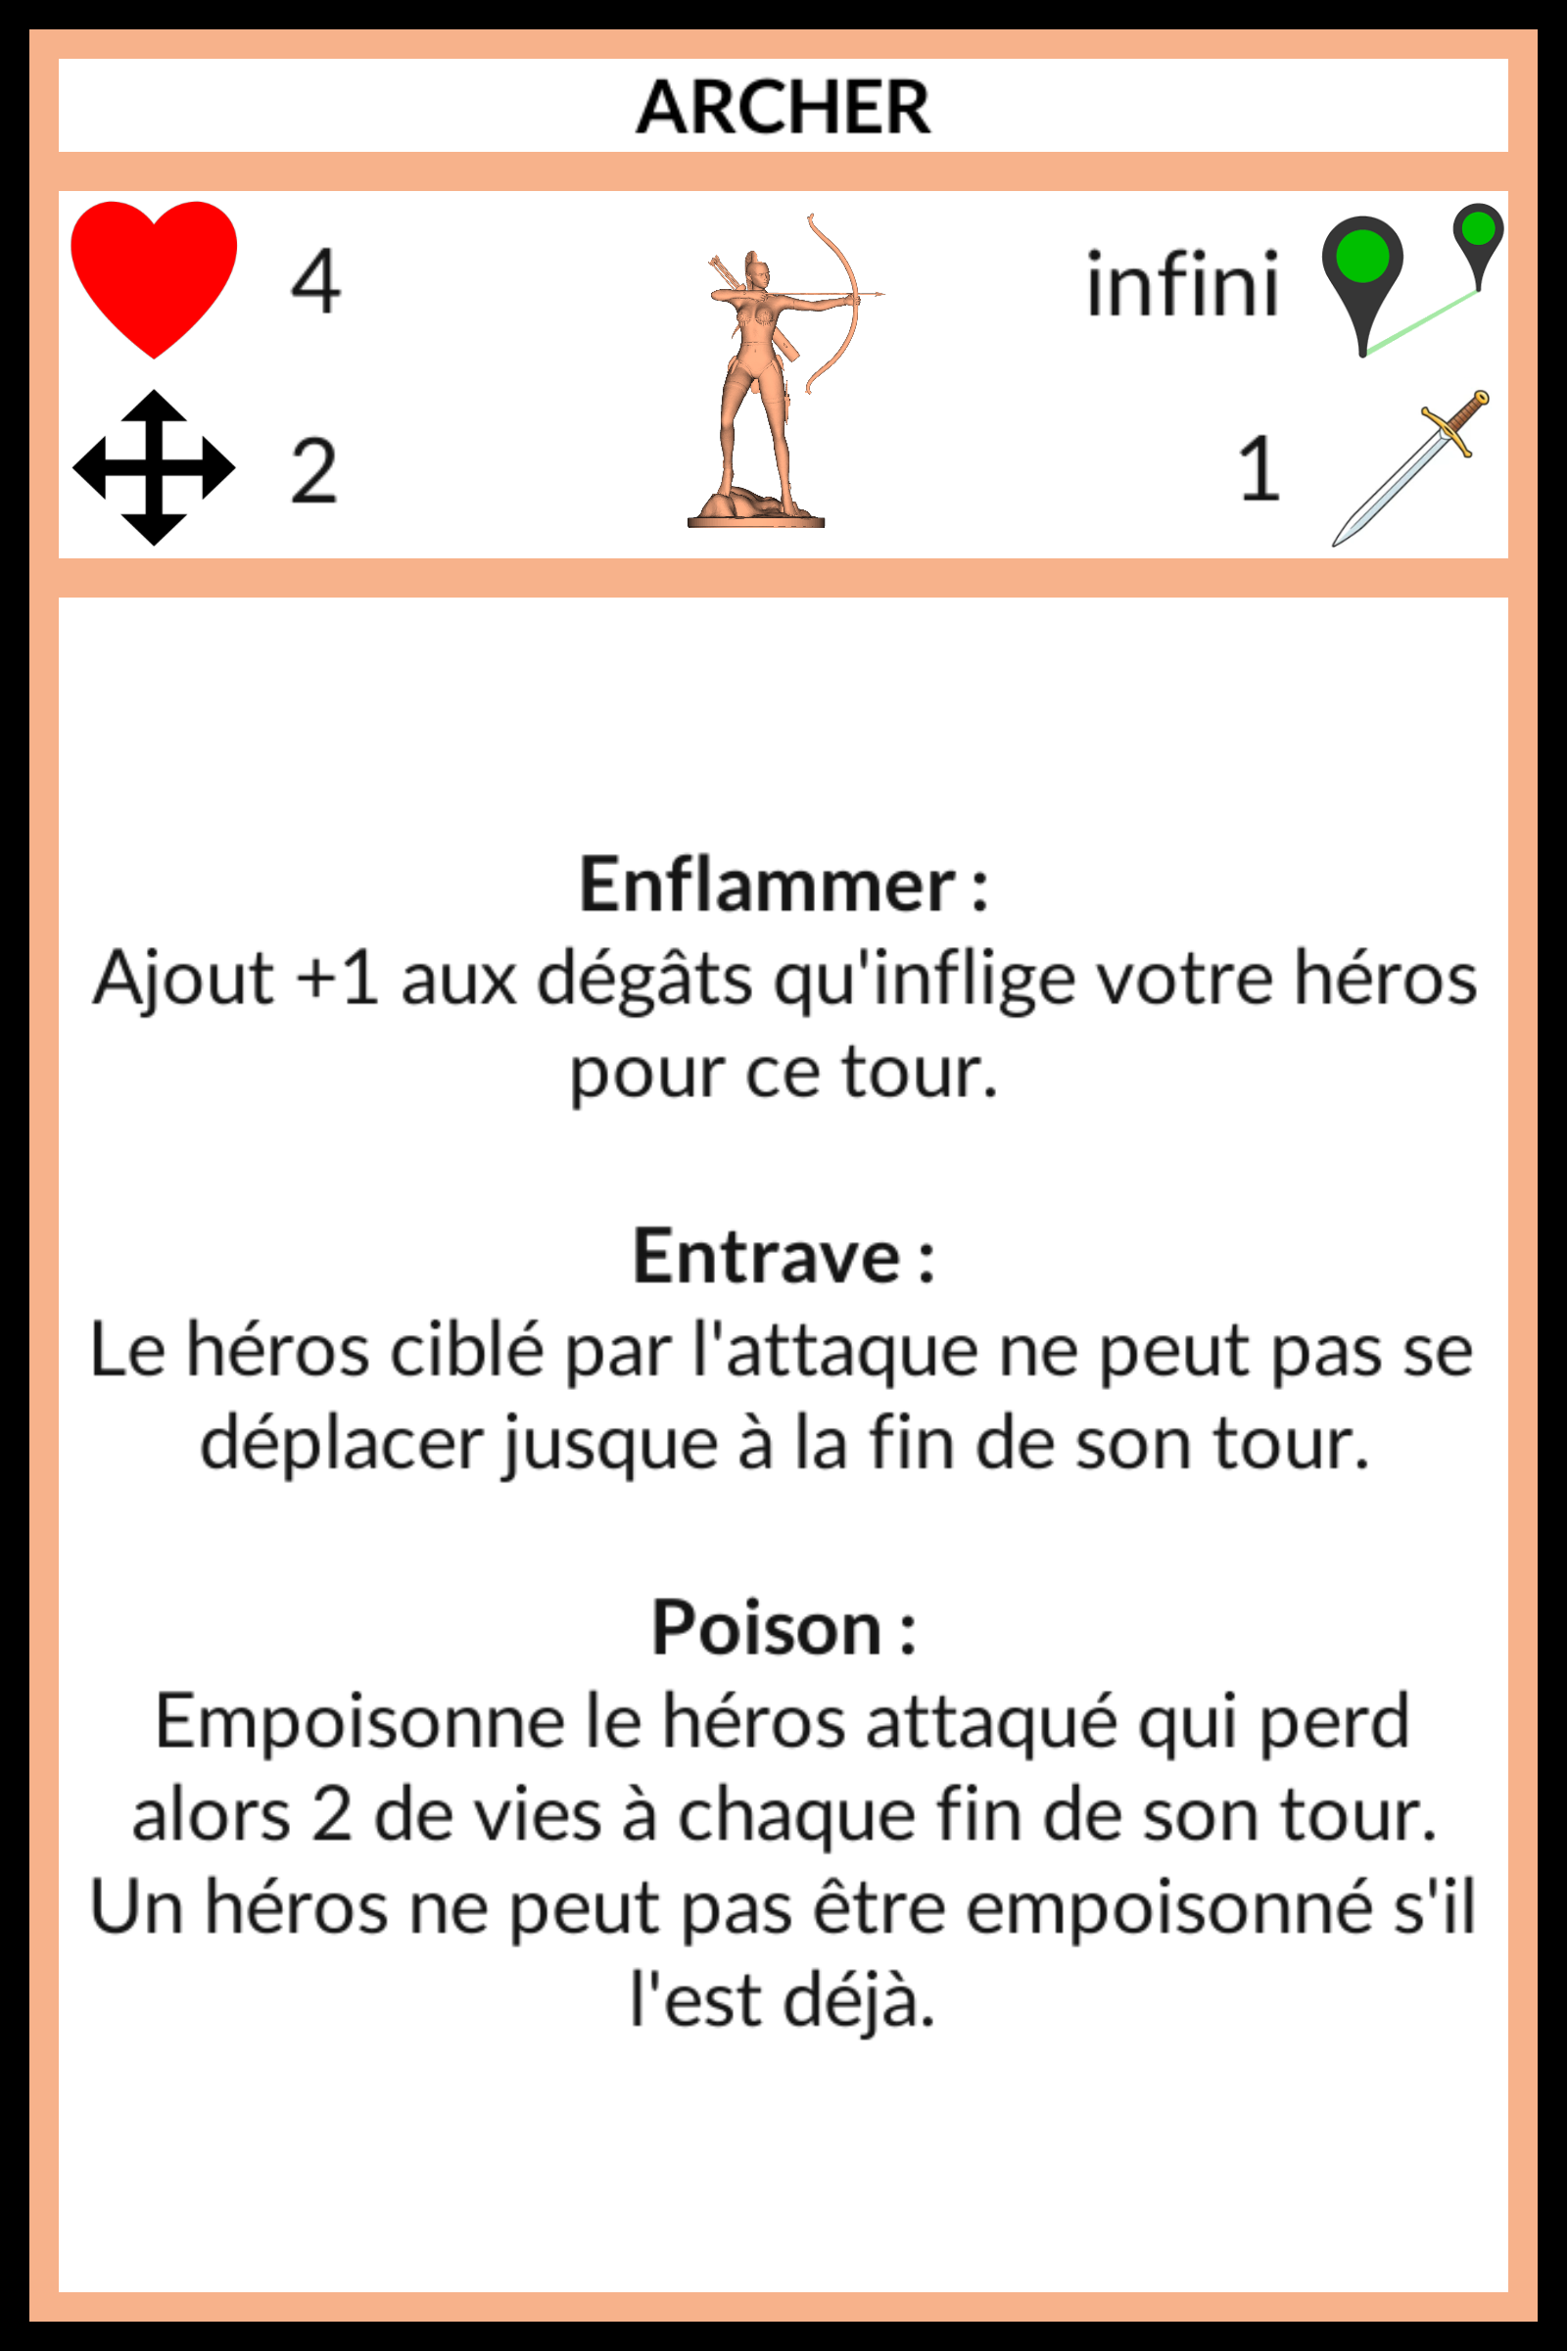 ARCHER
4
infini
2
1
Enflammer :
Ajout +1 aux dégâts qu'inflige votre héros
pour ce tour.
Entrave :
Le héros ciblé par l'attaque ne peut pas se
déplacer jusque à la fin de son tour.
Poison :
Empoisonne le héros attaqué qui perd
alors 2 de vies à chaque fin de son tour.
Un héros ne peut pas être empoisonné s'il
l'est déjà.